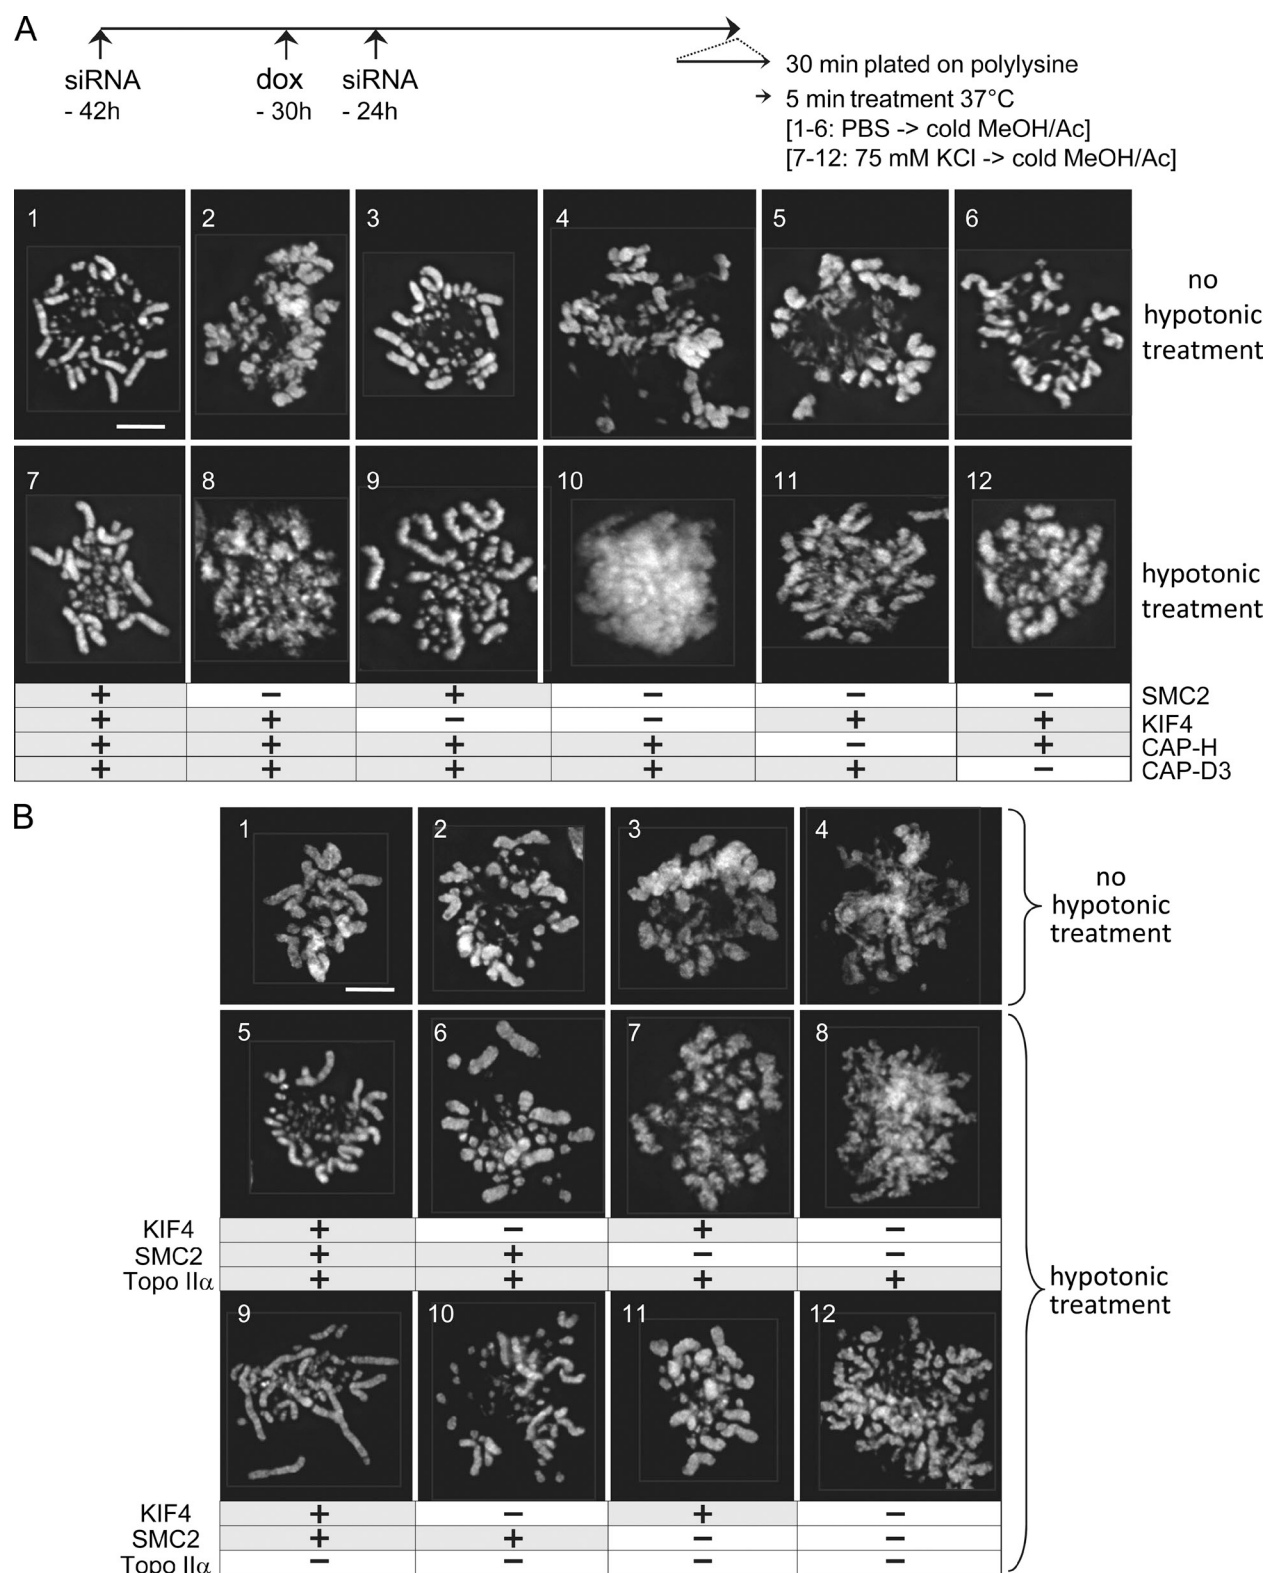 A
siRNA
- 42h
dox
- 30h
siRNA
- 24h
30 min plated on polylysine
5 min treatment 37°C
[1-6: PBS -> cold MeOH/Ac]
[7-12: 75 mM KCl -> cold MeOH/Ac]
1 2 3 4 5 6
no
hypotonic
treatment
7 8 9 10 11 12
hypotonic
treatment
+ − + − − − SMC2
+ + − − + + KIF4
+ + + + − + CAP-H
+ + + + + − CAP-D3
B
1 2 3 4
no
hypotonic
treatment
5 6 7 8
KIF4 + − + −
SMC2 + + − −
Topo IIα + + + +
hypotonic
treatment
9 10 11 12
KIF4 + − + −
SMC2 + + − −
Topo IIα − − − −